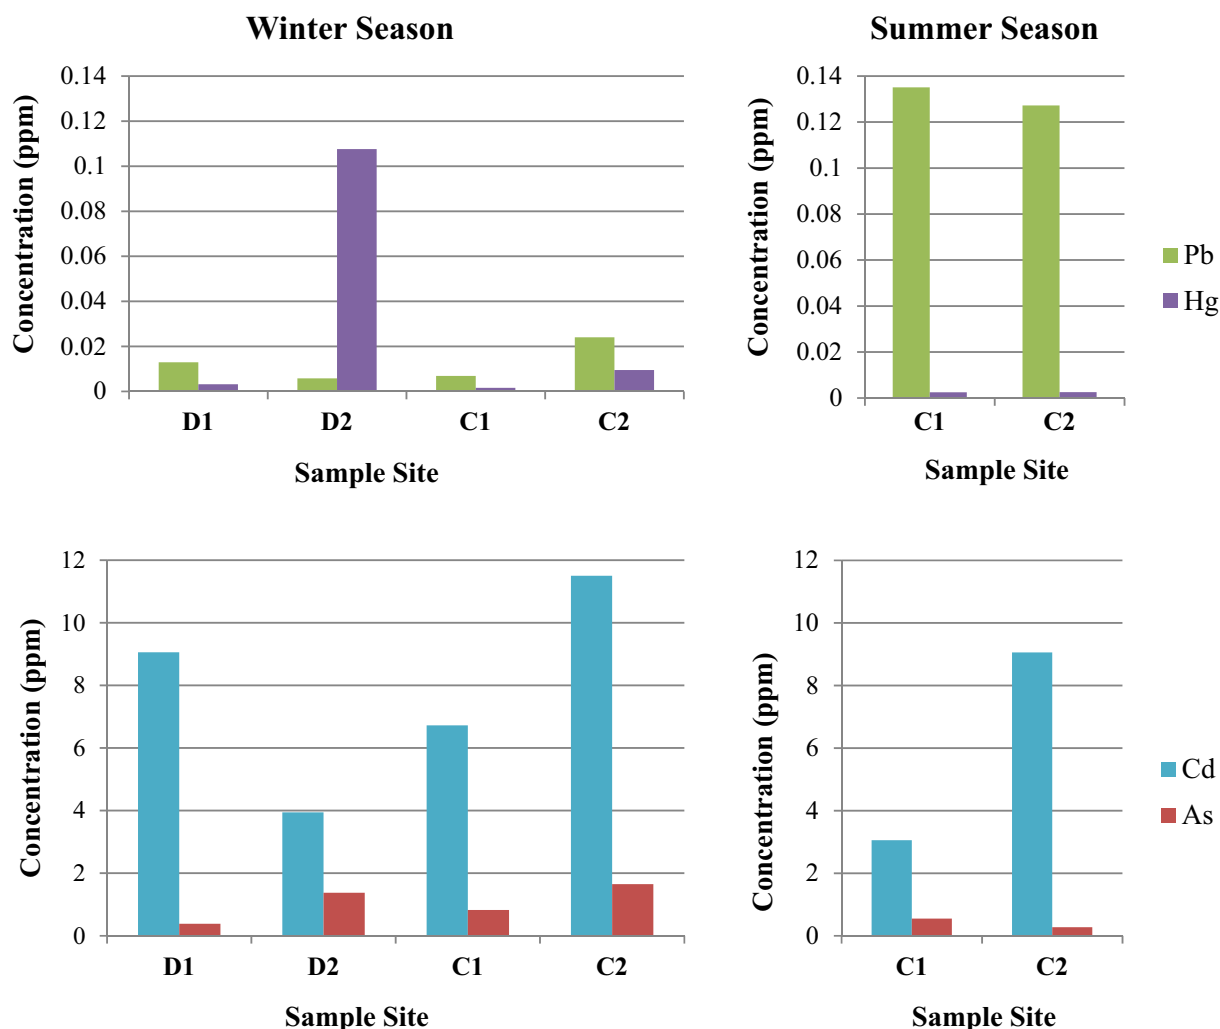 Winter Season
Concentration (ppm)
0.14
0.12
0.1
0.08
0.06
0.04
0.02
0
D1 D2 C1 C2
Sample Site
Summer Season
Concentration (ppm)
0.14
0.12
0.1
0.08
0.06
0.04
0.02
0
C1 C2
Sample Site
Pb
Hg
Concentration (ppm)
12
10
8
6
4
2
0
D1 D2 C1 C2
Sample Site
Concentration (ppm)
12
10
8
6
4
2
0
C1 C2
Sample Site
Cd
As